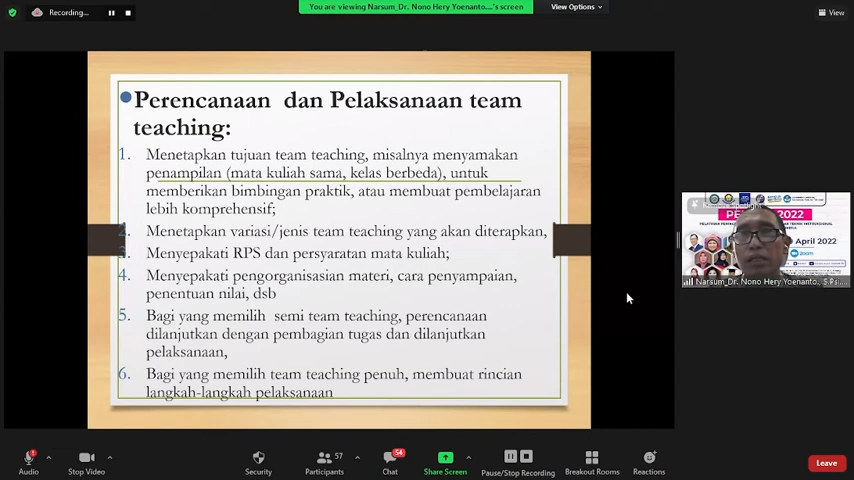 Recording...
You are viewing Narsum_Dr. Nono Hery Yoenanto....'s screen
View Options
View
Perencanaan dan Pelaksanaan team
teaching:
1. Menetapkan tujuan team teaching, misalnya menyamakan
penampilan (mata kuliah sama, kelas berbeda), untuk
memberikan bimbingan praktik, atau membuat pembelajaran
lebih komprehensif;
2. Menetapkan variasi/jenis team teaching yang akan diterapkan,
3. Menyepakati RPS dan persyaratan mata kuliah;
4. Menyepakati pengorganisasian materi, cara penyampaian,
penentuan nilai, dsb
5. Bagi yang memilih semi team teaching, perencanaan
dilanjutkan dengan pembagian tugas dan dilanjutkan
pelaksanaan,
6. Bagi yang memilih team teaching penuh, membuat rincian
langkah-langkah pelaksanaan
2022
April 2022
zoom
Narsum_Dr. Nono Hery Yoenanto, S.Psi....
Audio
Stop Video
Security
57
Participants
54
Chat
Share Screen
Pause/Stop Recording
Breakout Rooms
Reactions
Leave